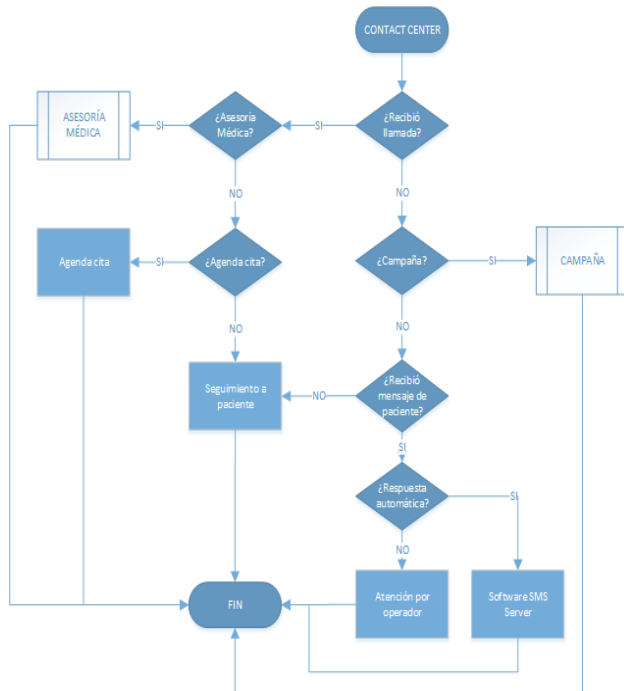 CONTACT CENTER
¿Recibió
llamada?
SI
¿Asesoría
Médica?
SI
ASESORÍA
MÉDICA
NO
NO
Agenda cita
SI
¿Agenda cita?
¿Campaña?
SI
CAMPAÑA
NO
NO
Seguimiento a
paciente
NO
¿Recibió
mensaje de
paciente?
SI
¿Respuesta
automática?
SI
NO
FIN
Atención por
operador
Software SMS
Server